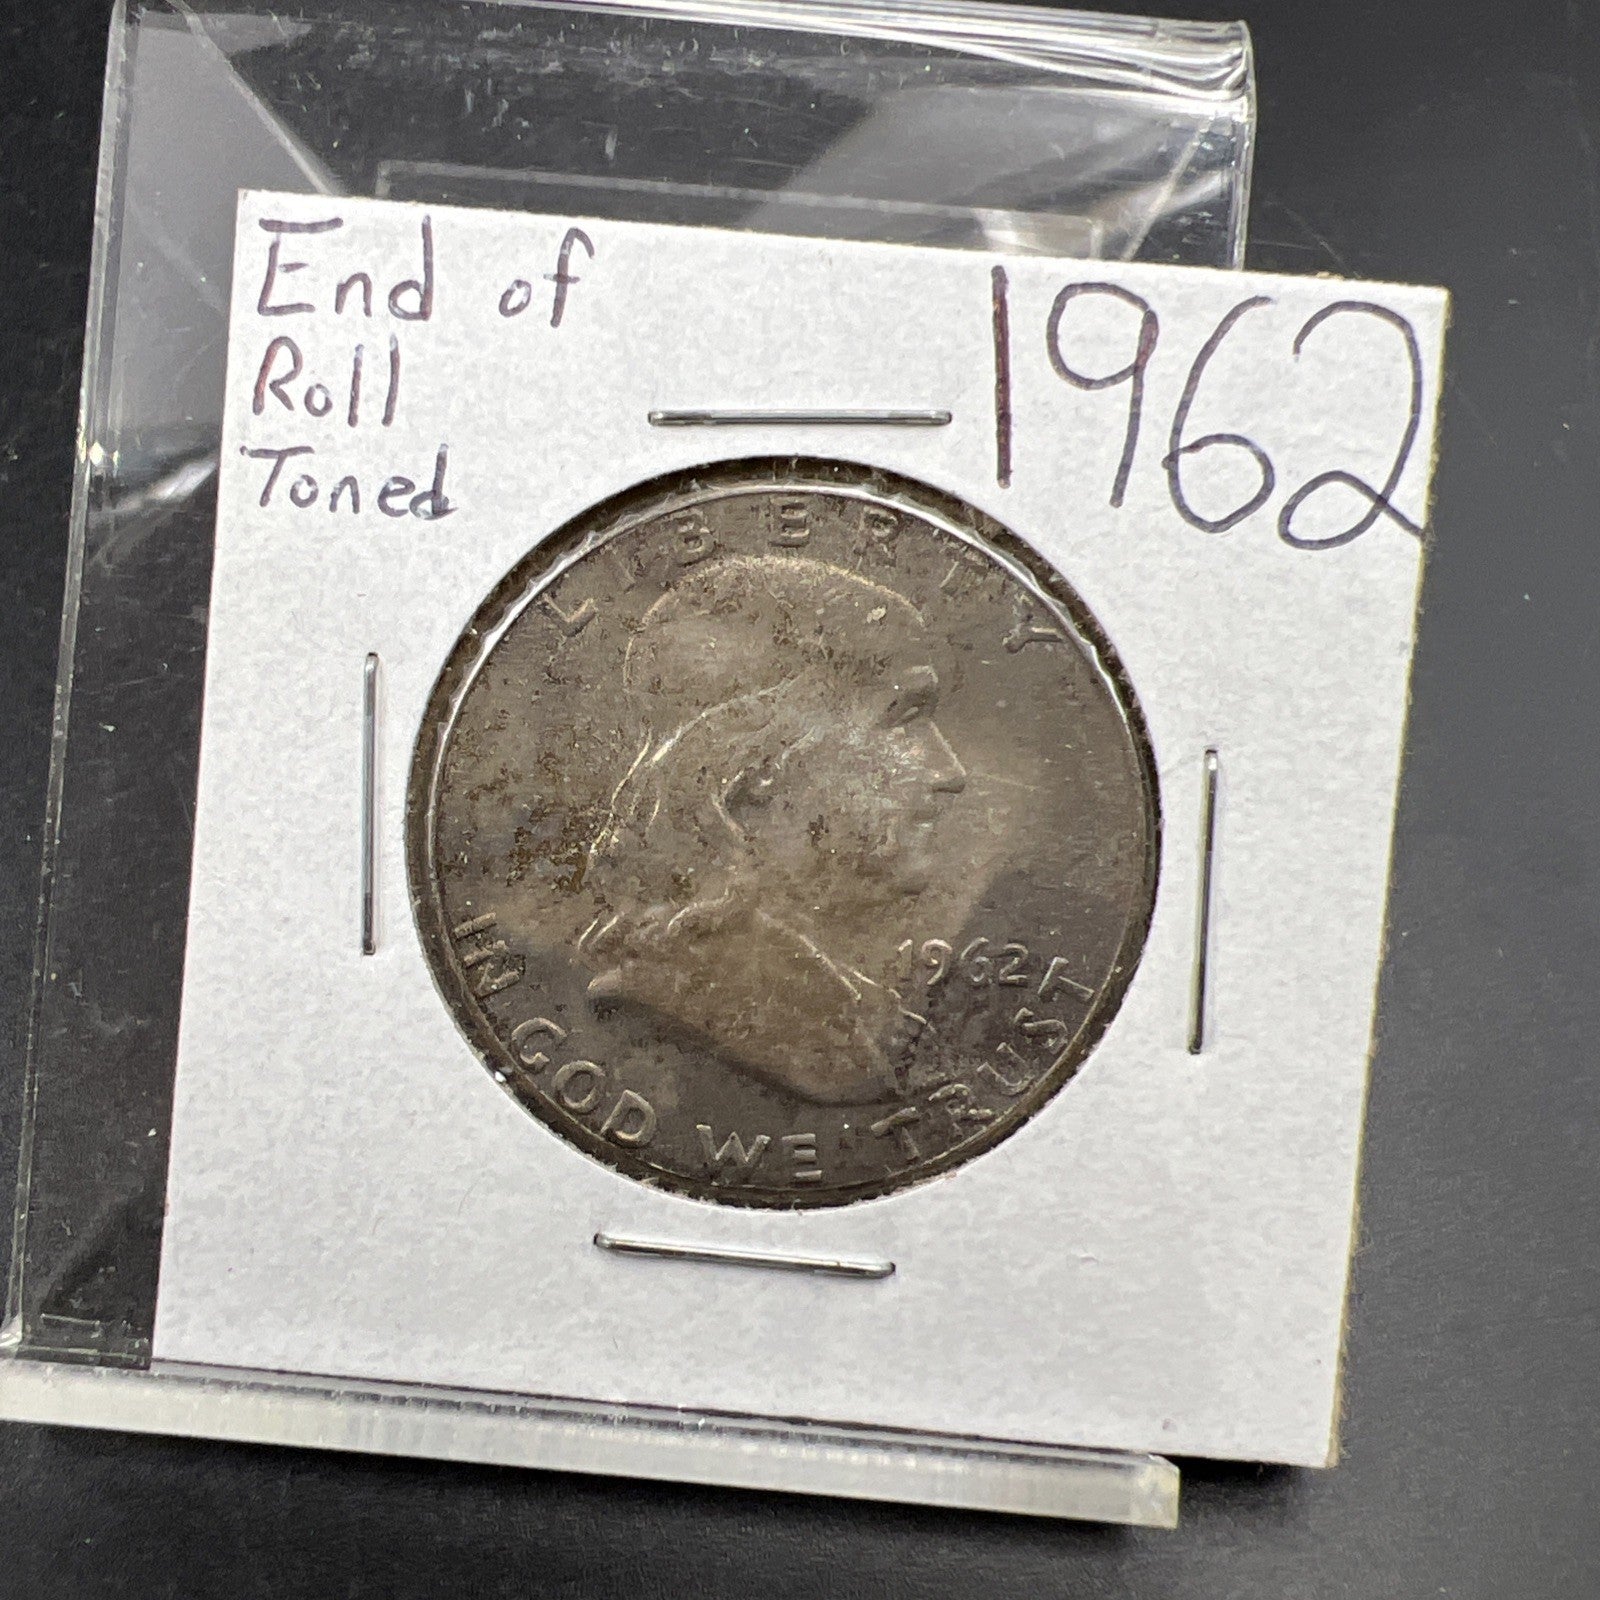 End of
Roll
Toned
1962
LIBERTY
1962
IN GOD WE TRUST